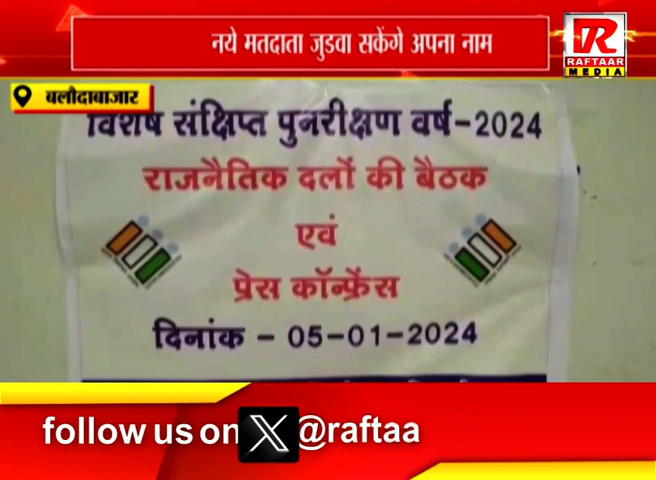 नये मतदाता जुडवा सकेंगे अपना नाम
R
RAFTAAR
MEDIA
बलौदाबाजार
विशेष संक्षिप्त पुनरीक्षण वर्ष-2024
राजनैतिक दलों की बैठक
एवं
प्रेस कॉन्फ्रेंस
दिनांक - 05-01-2024
follow us on X @raftaa